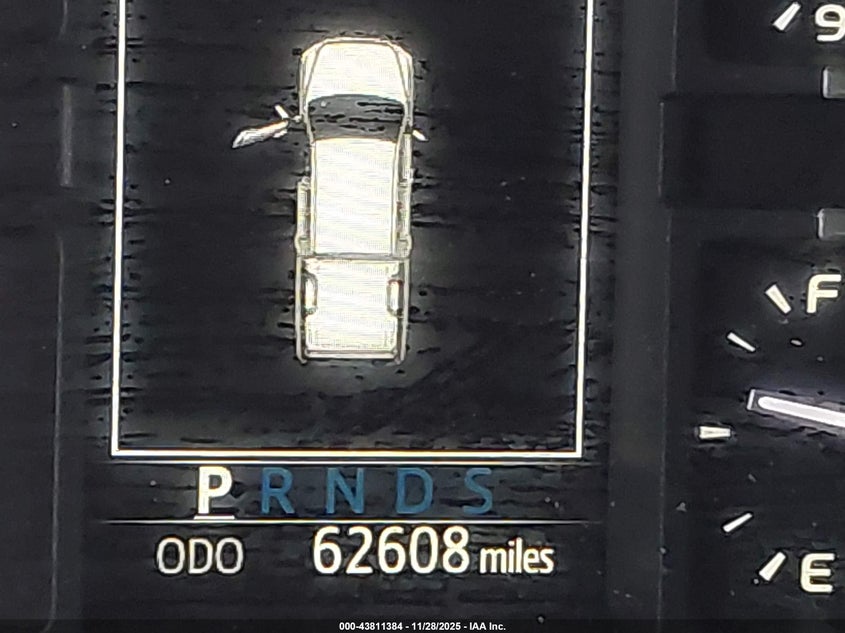 9
F
P R N D S
ODO 62608 miles
E
000-43811384 - 11/28/2025 - IAA Inc.